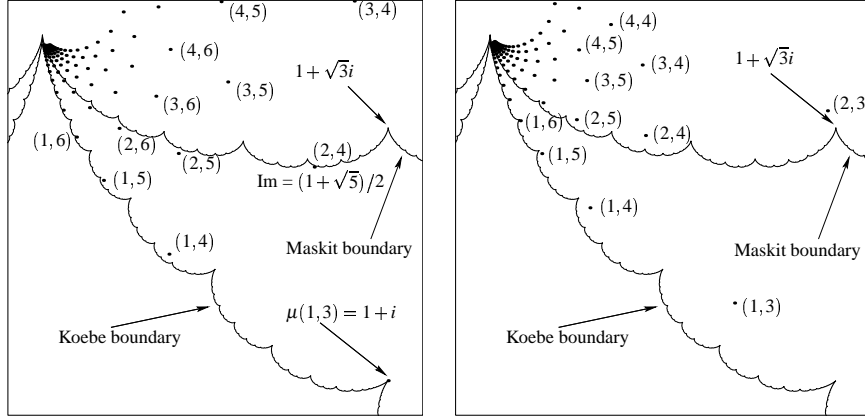 (4,5)
(3,4)
(4,6)
1+√3i
(3,5)
(3,6)
(1,6)
(2,6)
(2,4)
(2,5)
Im = (1+√5)/2
(1,5)
(1,4)
Maskit boundary
μ(1,3) = 1+i
Koebe boundary
(4,4)
(4,5)
1+√3i
(3,4)
(3,5)
(2,3
(1,6)
(2,5)
(2,4)
(1,5)
(1,4)
Maskit boundary
(1,3)
Koebe boundary